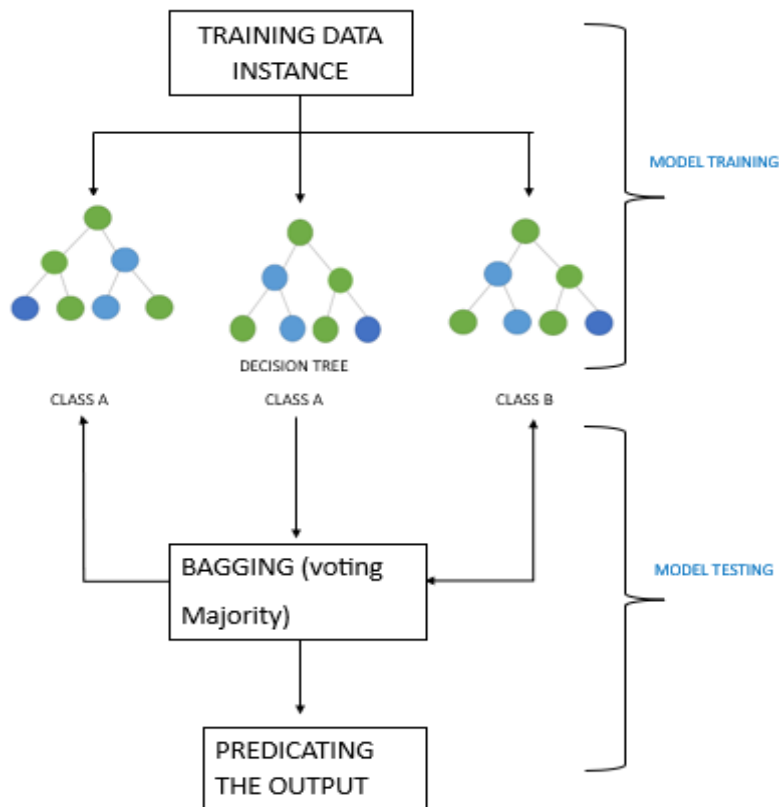 TRAINING DATA
INSTANCE
MODEL TRAINING
DECISION TREE
CLASS A
CLASS A
CLASS B
BAGGING (voting
Majority)
MODEL TESTING
PREDICATING
THE OUTPUT